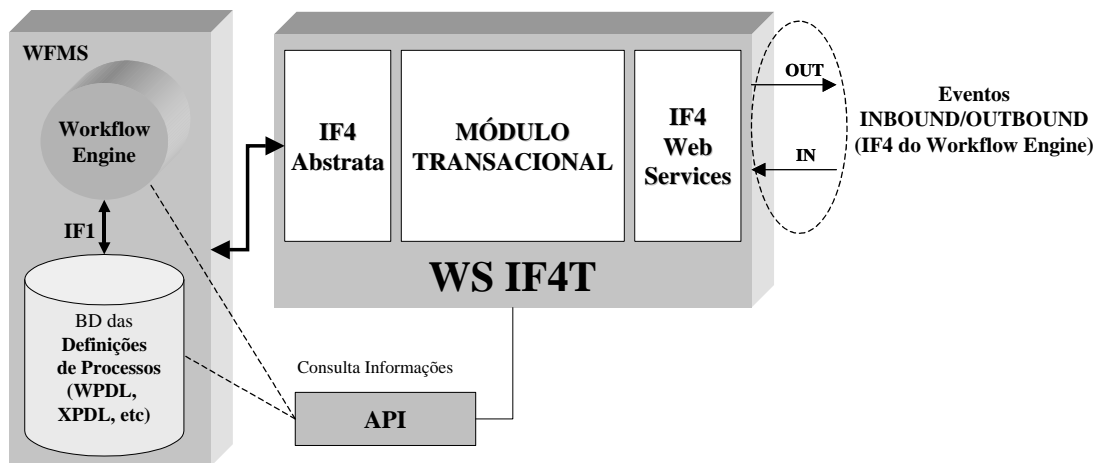 WFMS
Workflow
Engine
IF1
BD das
Definições
de Processos
(WPDL,
XPDL, etc)
IF4
Abstrata
MÓDULO
TRANSACIONAL
IF4
Web
Services
WS IF4T
OUT
IN
Eventos
INBOUND/OUTBOUND
(IF4 do Workflow Engine)
Consulta Informações
API